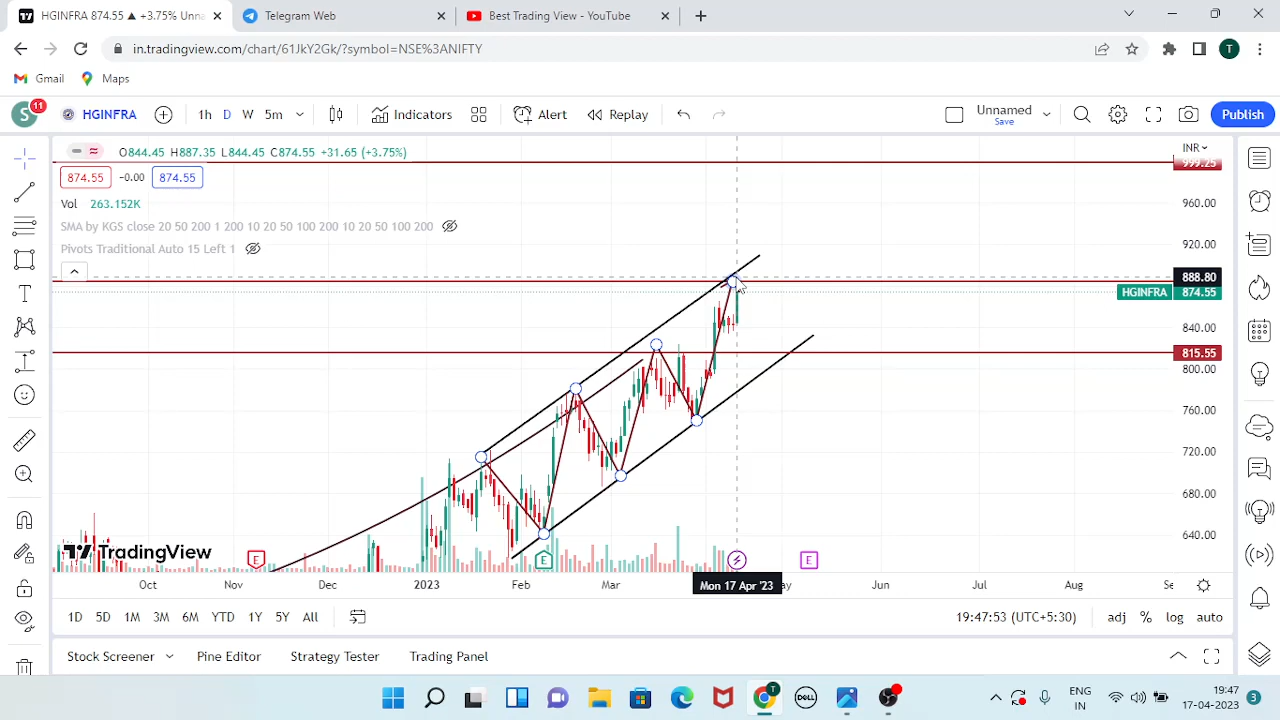 HGINFRA 874.55 ▲ +3.75% Unna
Telegram Web
Best Trading View - YouTube
in.tradingview.com/chart/61JkY2Gk/?symbol=NSE%3ANIFTY
T
Gmail
Maps
S
11
HGINFRA
1h D W 5m
Indicators
Alert
Replay
Unnamed
Save
Publish
O844.45 H887.35 L844.45 C874.55 +31.65 (+3.75%)
INR
999.25
874.55 -0.00 874.55
Vol 263.152K
960.00
SMA by KGS close 20 50 200 1 200 10 20 50 100 200 10 20 50 100 200
Pivots Traditional Auto 15 Left 1
920.00
888.80
HGINFRA 874.55
840.00
815.55
800.00
760.00
720.00
680.00
640.00
TradingView
E
E
E
Oct Nov Dec 2023 Feb Mar Mon 17 Apr '23 Jun Jul Aug
1D 5D 1M 3M 6M YTD 1Y 5Y All
19:47:53 (UTC+5:30)
adj % log auto
Stock Screener
Pine Editor
Strategy Tester
Trading Panel
DELL
T
ENG
IN
19:47
17-04-2023
3